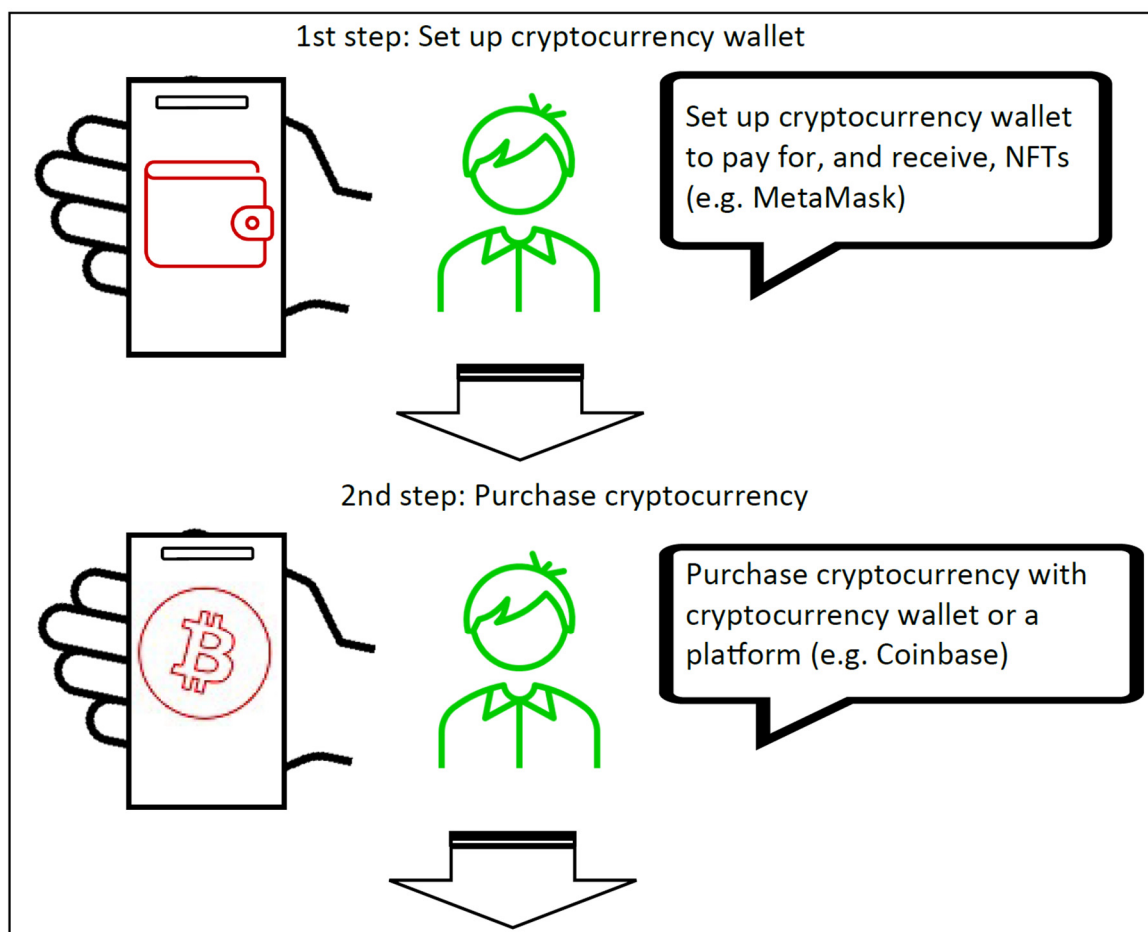 1st step: Set up cryptocurrency wallet
Set up cryptocurrency wallet
to pay for, and receive, NFTs
(e.g. MetaMask)
2nd step: Purchase cryptocurrency
Purchase cryptocurrency with
cryptocurrency wallet or a
platform (e.g. Coinbase)